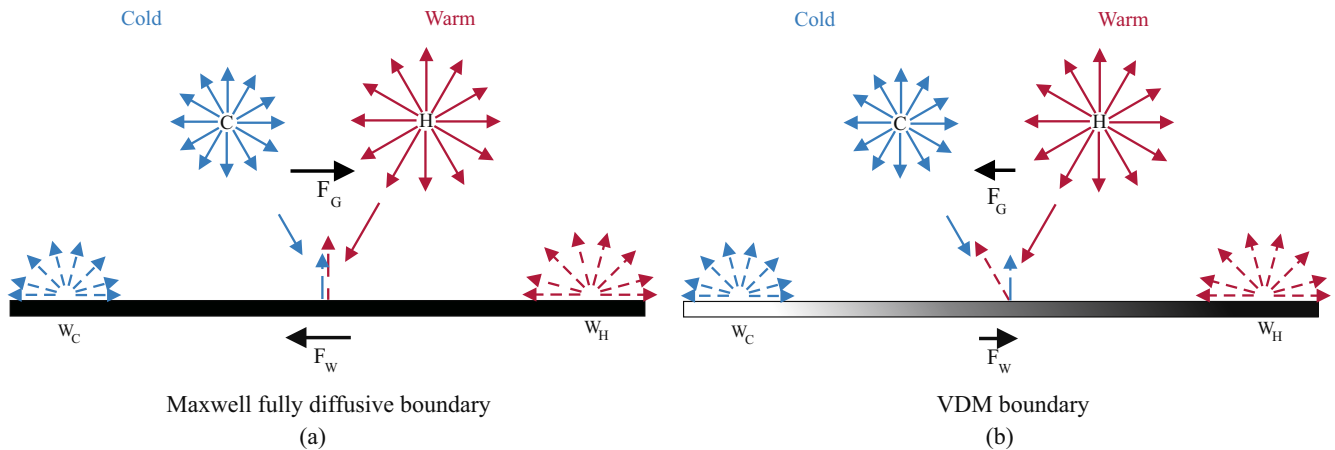 Cold Warm
C H
F_G
W_C W_H
F_W
Maxwell fully diffusive boundary
(a)
Cold Warm
C H
F_G
W_C W_H
F_W
VDM boundary
(b)